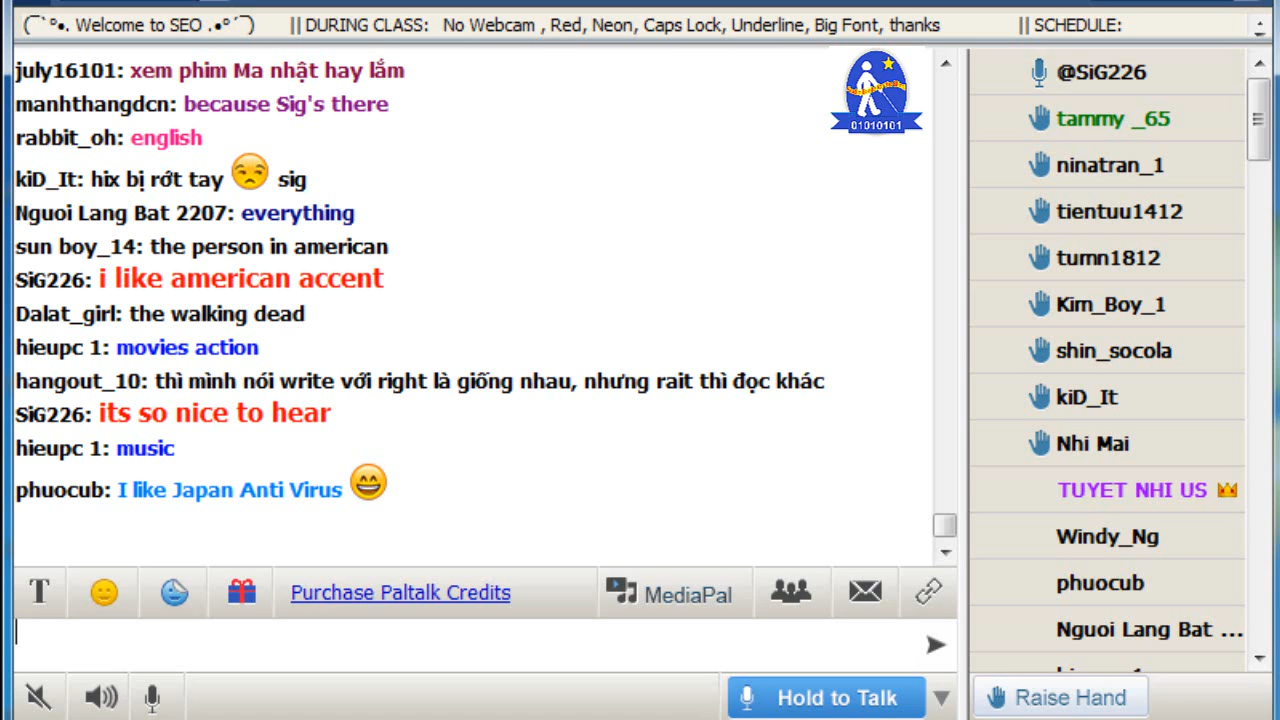 (¯`°•. Welcome to SEO .•°´¯) || DURING CLASS: No Webcam , Red, Neon, Caps Lock, Underline, Big Font, thanks || SCHEDULE:
july16101: xem phim Ma nhật hay lắm
manhthangdcn: because Sig's there
rabbit_oh: english
kiD_It: hix bị rớt tay sig
Nguoi Lang Bat 2207: everything
sun boy_14: the person in american
SiG226: i like american accent
Dalat_girl: the walking dead
hieupc 1: movies action
hangout_10: thì mình nói write với right là giống nhau, nhưng rait thì đọc khác
SiG226: its so nice to hear
hieupc 1: music
phuocub: I like Japan Anti Virus
01010101
Purchase Paltalk Credits
MediaPal
Hold to Talk
@SiG226
tammy _65
ninatran_1
tientuu1412
tumn1812
Kim_Boy_1
shin_socola
kiD_It
Nhi Mai
TUYET NHI US
Windy_Ng
phuocub
Nguoi Lang Bat ...
Raise Hand